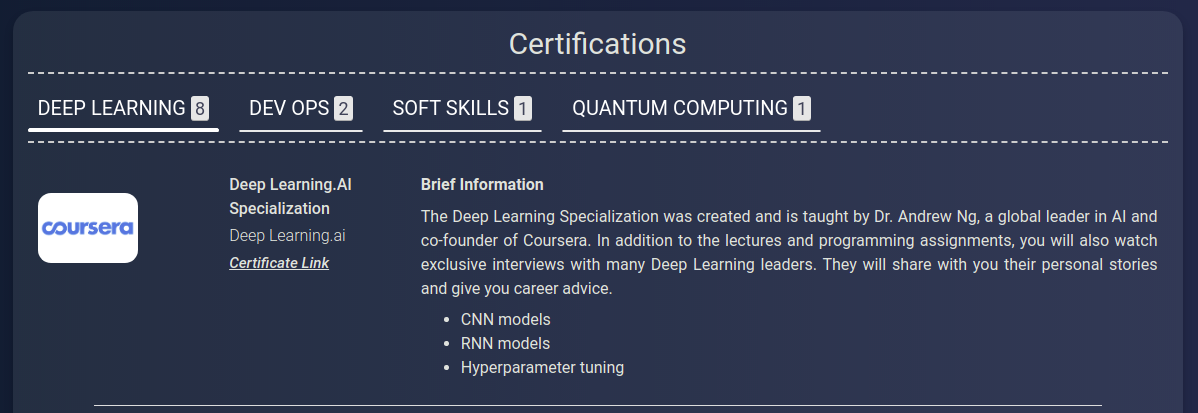 Certifications
DEEP LEARNING 8 DEV OPS 2 SOFT SKILLS 1 QUANTUM COMPUTING 1
coursera
Deep Learning.AI
Specialization
Deep Learning.ai
Certificate Link
Brief Information
The Deep Learning Specialization was created and is taught by Dr. Andrew Ng, a global leader in AI and
co-founder of Coursera. In addition to the lectures and programming assignments, you will also watch
exclusive interviews with many Deep Learning leaders. They will share with you their personal stories
and give you career advice.
• CNN models
• RNN models
• Hyperparameter tuning